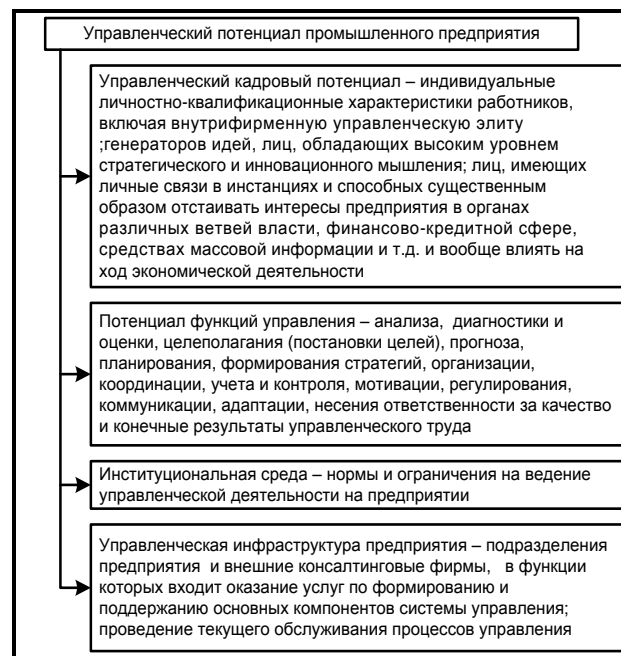 Управленческий потенциал промышленного предприятия
Управленческий кадровый потенциал – индивидуальные
личностно-квалификационные характеристики работников,
включая внутрифирменную управленческую элиту
;генераторов идей, лиц, обладающих высоким уровнем
стратегического и инновационного мышления; лиц, имеющих
личные связи в инстанциях и способных существенным
образом отстаивать интересы предприятия в органах
различных ветвей власти, финансово-кредитной сфере,
средствах массовой информации и т.д. и вообще влиять на
ход экономической деятельности
Потенциал функций управления – анализа, диагностики и
оценки, целеполагания (постановки целей), прогноза,
планирования, формирования стратегий, организации,
координации, учета и контроля, мотивации, регулирования,
коммуникации, адаптации, несения ответственности за качество
и конечные результаты управленческого труда
Институциональная среда – нормы и ограничения на ведение
управленческой деятельности на предприятии
Управленческая инфраструктура предприятия – подразделения
предприятия и внешние консалтинговые фирмы, в функции
которых входит оказание услуг по формированию и
поддержанию основных компонентов системы управления;
проведение текущего обслуживания процессов управления